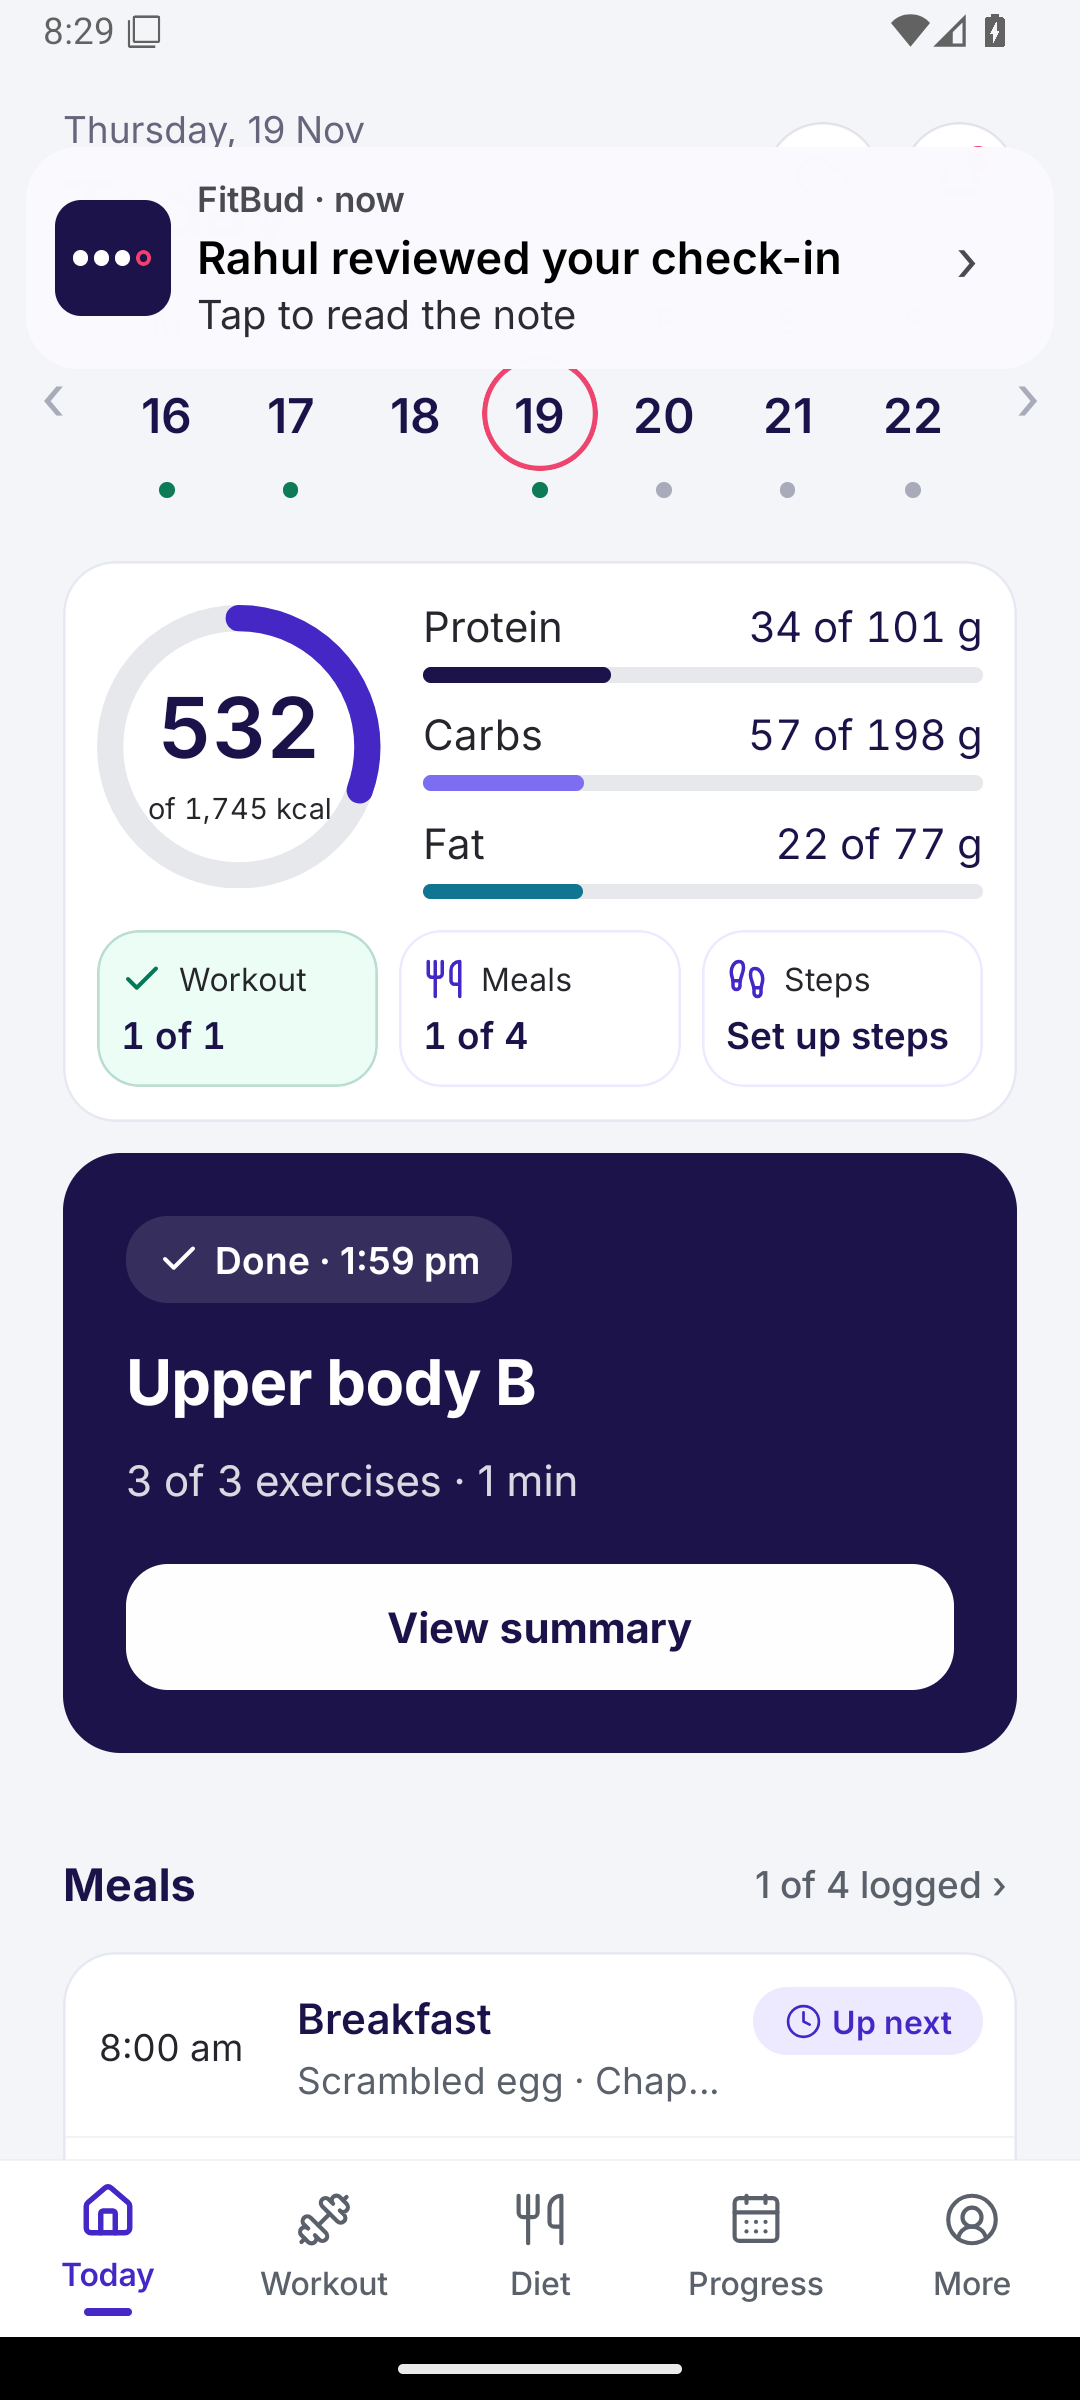 8:29
Thursday, 19 Nov
FitBud · now
Rahul reviewed your check-in
Tap to read the note
›
‹ 16 17 18 19 20 21 22 ›
532
of 1,745 kcal
Protein 34 of 101 g
Carbs 57 of 198 g
Fat 22 of 77 g
Workout
1 of 1
Meals
1 of 4
Steps
Set up steps
Done · 1:59 pm
Upper body B
3 of 3 exercises · 1 min
View summary
Meals
1 of 4 logged ›
8:00 am
Breakfast
Scrambled egg · Chap...
Up next
Today
Workout
Diet
Progress
More